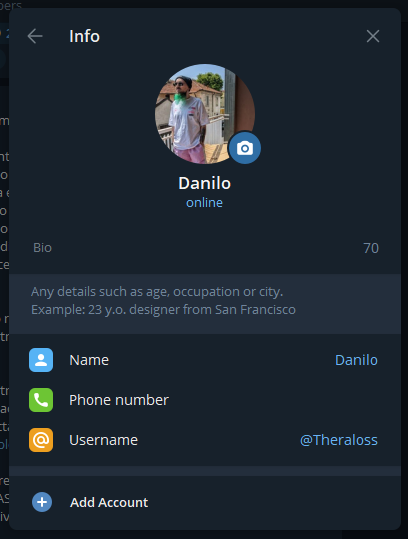 Info
Danilo
online
Bio 70
Any details such as age, occupation or city.
Example: 23 y.o. designer from San Francisco
Name Danilo
Phone number
Username @Theraloss
Add Account